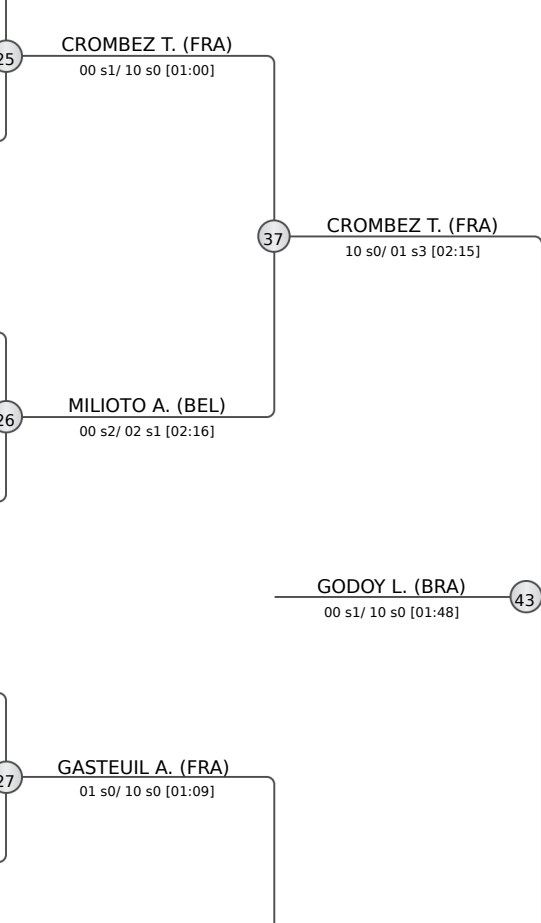 CROMBEZ T. (FRA)
25
00 s1/ 10 s0 [01:00]
CROMBEZ T. (FRA)
37
10 s0/ 01 s3 [02:15]
MILIOTO A. (BEL)
26
00 s2/ 02 s1 [02:16]
GODOY L. (BRA)
43
00 s1/ 10 s0 [01:48]
GASTEUIL A. (FRA)
27
01 s0/ 10 s0 [01:09]